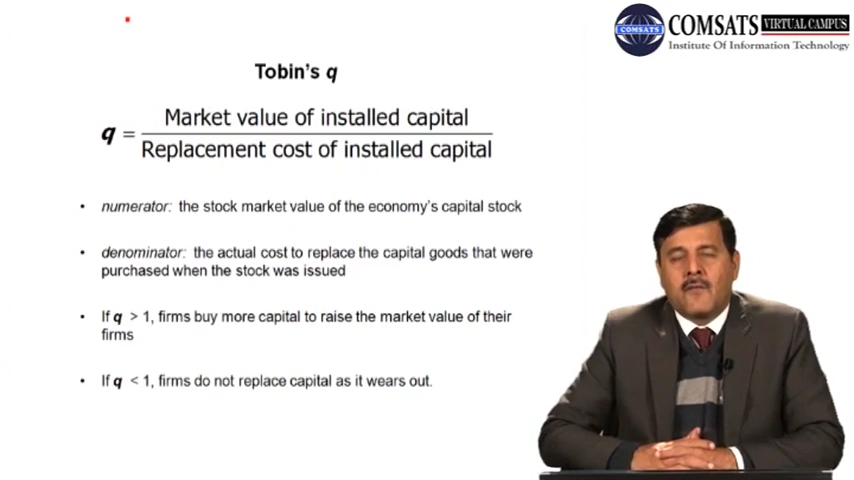 COMSATS VIRTUAL CAMPUS
COMSATS
Institute Of Information Technology
Tobin's q
q = Market value of installed capital
Replacement cost of installed capital
• numerator: the stock market value of the economy's capital stock
• denominator: the actual cost to replace the capital goods that were
purchased when the stock was issued
• If q > 1, firms buy more capital to raise the market value of their
firms
• If q < 1, firms do not replace capital as it wears out.